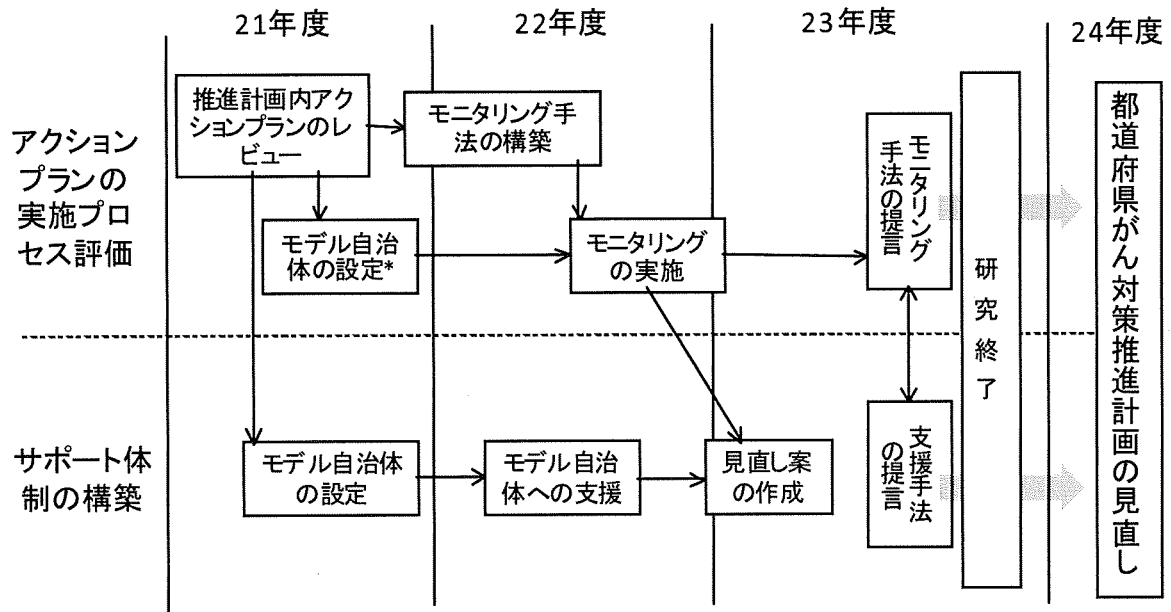 21年度
22年度
23年度
24年度
アクション
プランの
実施プロ
セス評価
推進計画内アク
ションプランのレ
ビュー
モニタリング手
法の構築
モデル自治
体の設定*
モニタリング
の実施
モニタリング
手法の提言
サポート体
制の構築
モデル自治体
の設定
モデル自治
体への支援
見直し案
の作成
支援手法
の提言
研究終了
都道府県がん対策推進計画の見直し